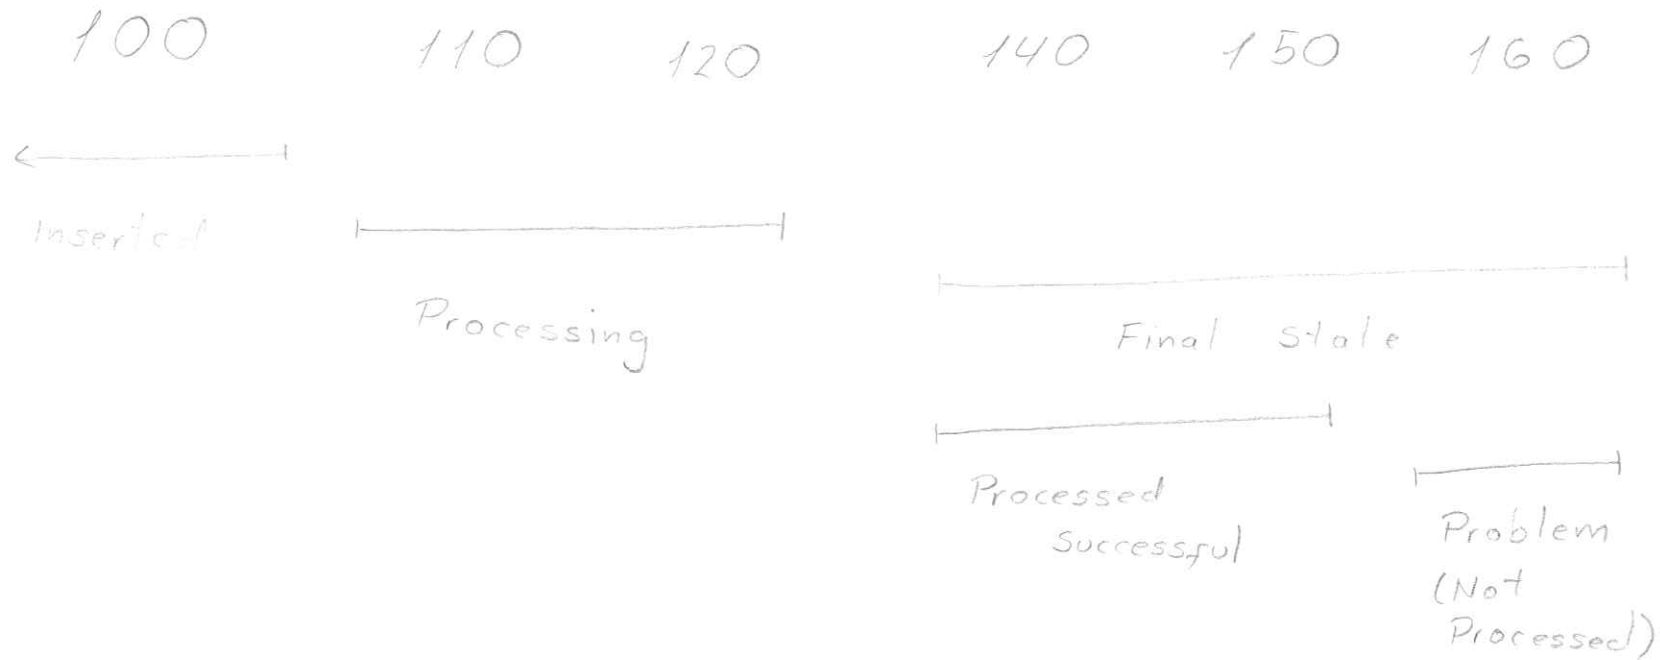 100 110 120 140 150 160
Inserted
Processing
Final State
Processed
Successful
Problem
(Not
Processed)